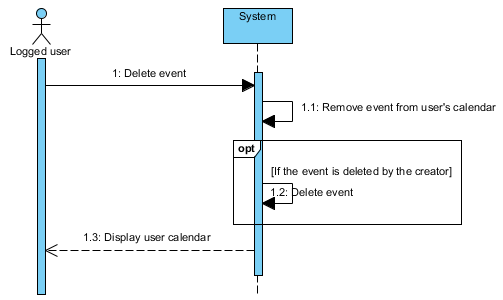 System
Logged user
1: Delete event
1.1: Remove event from user's calendar
opt
[If the event is deleted by the creator]
1.2: Delete event
1.3: Display user calendar